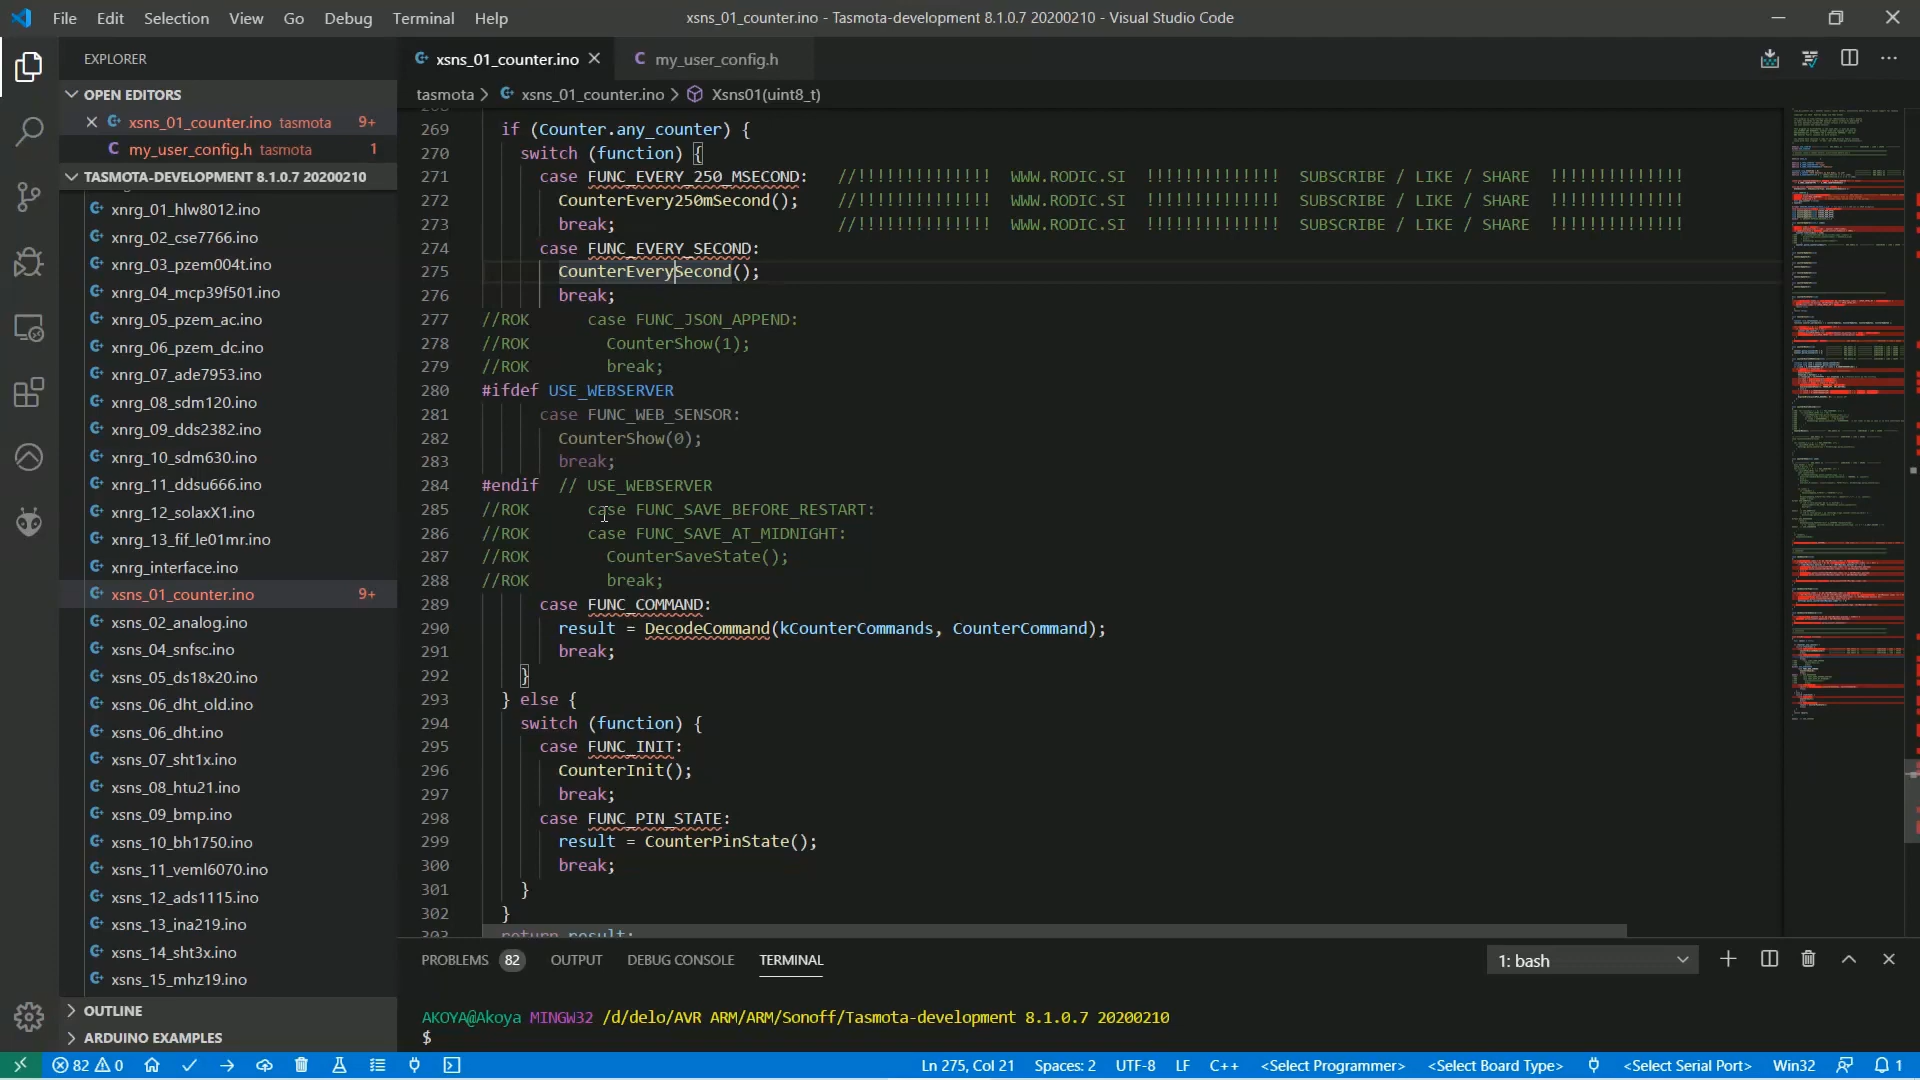 File Edit Selection View Go Debug Terminal Help
xsns_01_counter.ino - Tasmota-development 8.1.0.7 20200210 - Visual Studio Code
EXPLORER
OPEN EDITORS
xsns_01_counter.ino tasmota 9+
my_user_config.h tasmota 1
TASMOTA-DEVELOPMENT 8.1.0.7 20200210
xnrg_01_hlw8012.ino
xnrg_02_cse7766.ino
xnrg_03_pzem004t.ino
xnrg_04_mcp39f501.ino
xnrg_05_pzem_ac.ino
xnrg_06_pzem_dc.ino
xnrg_07_ade7953.ino
xnrg_08_sdm120.ino
xnrg_09_dds2382.ino
xnrg_10_sdm630.ino
xnrg_11_ddsu666.ino
xnrg_12_solaxX1.ino
xnrg_13_fif_le01mr.ino
xnrg_interface.ino
xsns_01_counter.ino 9+
xsns_02_analog.ino
xsns_04_snfsc.ino
xsns_05_ds18x20.ino
xsns_06_dht_old.ino
xsns_06_dht.ino
xsns_07_sht1x.ino
xsns_08_htu21.ino
xsns_09_bmp.ino
xsns_10_bh1750.ino
xsns_11_veml6070.ino
xsns_12_ads1115.ino
xsns_13_ina219.ino
xsns_14_sht3x.ino
xsns_15_mhz19.ino
OUTLINE
ARDUINO EXAMPLES
xsns_01_counter.ino
my_user_config.h
tasmota > xsns_01_counter.ino > Xsns01(uint8_t)
269 if (Counter.any_counter) {
270 switch (function) {
271 case FUNC_EVERY_250_MSECOND: //!!!!!!!!!!!!!! WWW.RODIC.SI !!!!!!!!!!!!!! SUBSCRIBE / LIKE / SHARE !!!!!!!!!!!!!!
272 CounterEvery250mSecond(); //!!!!!!!!!!!!!! WWW.RODIC.SI !!!!!!!!!!!!!! SUBSCRIBE / LIKE / SHARE !!!!!!!!!!!!!!
273 break; //!!!!!!!!!!!!!! WWW.RODIC.SI !!!!!!!!!!!!!! SUBSCRIBE / LIKE / SHARE !!!!!!!!!!!!!!
274 case FUNC_EVERY_SECOND:
275 CounterEverySecond();
276 break;
277 //ROK case FUNC_JSON_APPEND:
278 //ROK CounterShow(1);
279 //ROK break;
280 #ifdef USE_WEBSERVER
281 case FUNC_WEB_SENSOR:
282 CounterShow(0);
283 break;
284 #endif // USE_WEBSERVER
285 //ROK case FUNC_SAVE_BEFORE_RESTART:
286 //ROK case FUNC_SAVE_AT_MIDNIGHT:
287 //ROK CounterSaveState();
288 //ROK break;
289 case FUNC_COMMAND:
290 result = DecodeCommand(kCounterCommands, CounterCommand);
291 break;
292 }
293 } else {
294 switch (function) {
295 case FUNC_INIT:
296 CounterInit();
297 break;
298 case FUNC_PIN_STATE:
299 result = CounterPinState();
300 break;
301 }
302 }
303 return result;
PROBLEMS 82 OUTPUT DEBUG CONSOLE TERMINAL
1: bash
AKOYA@Akoya MINGW32 /d/delo/AVR ARM/ARM/Sonoff/Tasmota-development 8.1.0.7 20200210
$
82 0
Ln 275, Col 21 Spaces: 2 UTF-8 LF C++ <Select Programmer> <Select Board Type> <Select Serial Port> Win32 1